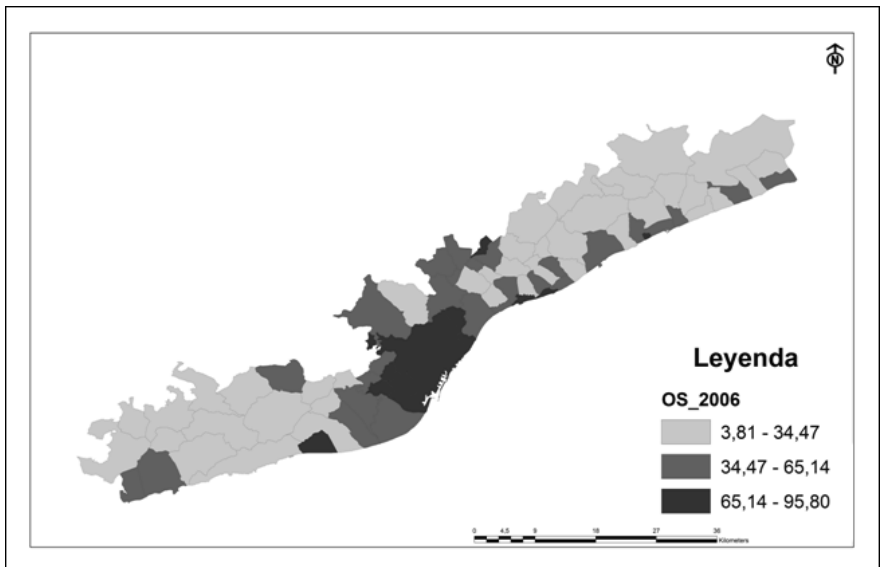 N
Leyenda
OS_2006
3,81 - 34,47
34,47 - 65,14
65,14 - 95,80
0 4,5 9 18 27 36
Kilometers